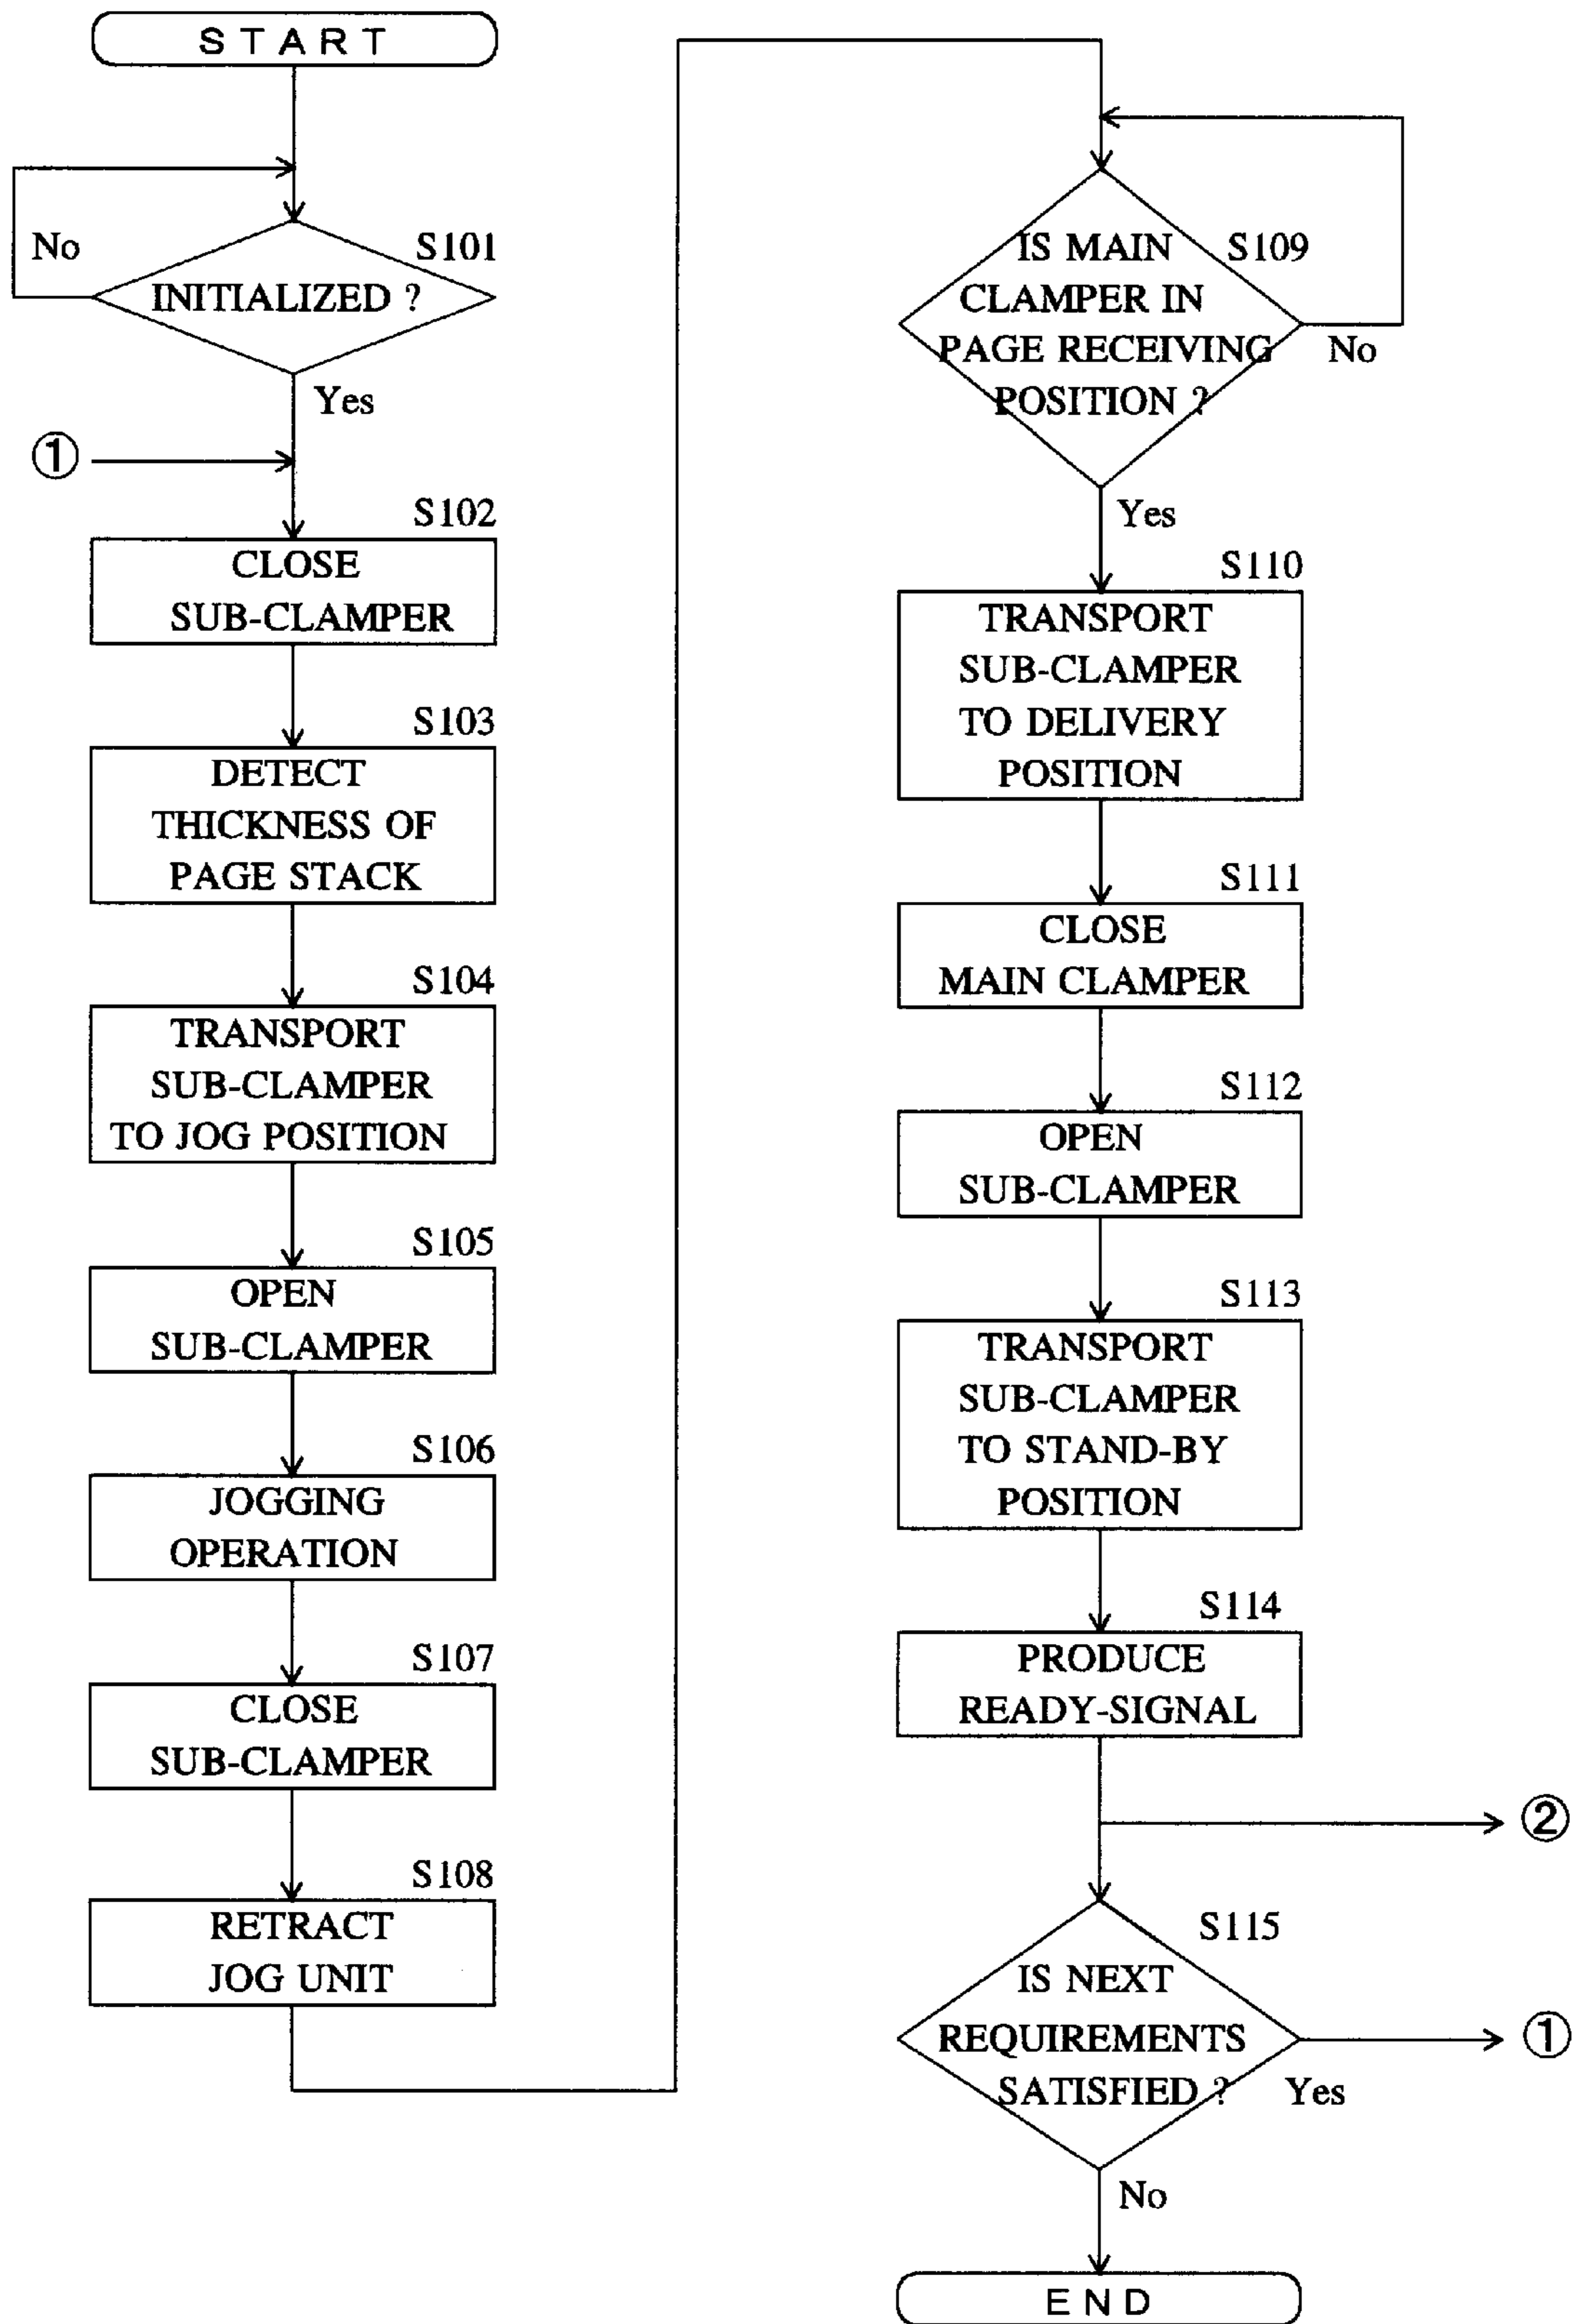 START
No
S101
INITIALIZED ?
Yes
①
S102
CLOSE
SUB-CLAMPER
S103
DETECT
THICKNESS OF
PAGE STACK
S104
TRANSPORT
SUB-CLAMPER
TO JOG POSITION
S105
OPEN
SUB-CLAMPER
S106
JOGGING
OPERATION
S107
CLOSE
SUB-CLAMPER
S108
RETRACT
JOG UNIT
IS MAIN
S109
CLAMPER IN
PAGE RECEIVING
No
POSITION ?
Yes
S110
TRANSPORT
SUB-CLAMPER
TO DELIVERY
POSITION
S111
CLOSE
MAIN CLAMPER
S112
OPEN
SUB-CLAMPER
S113
TRANSPORT
SUB-CLAMPER
TO STAND-BY
POSITION
S114
PRODUCE
READY-SIGNAL
②
S115
IS NEXT
REQUIREMENTS
①
SATISFIED ?
Yes
No
END